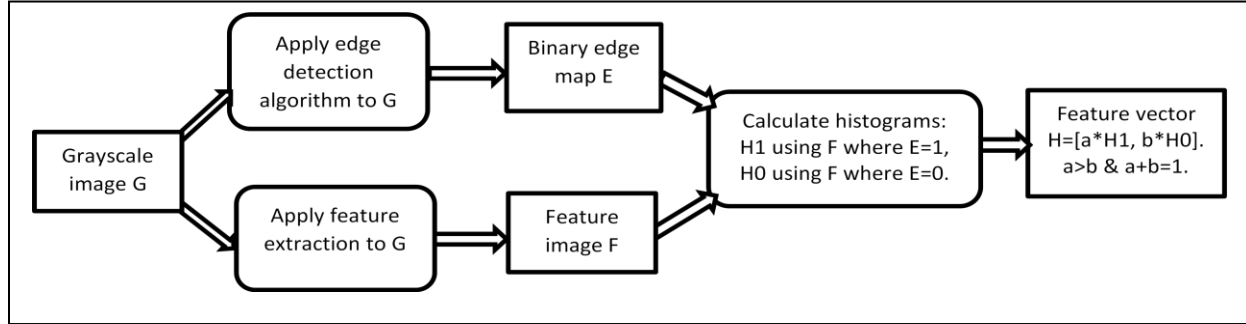 Grayscale
image G
Apply edge
detection
algorithm to G
Binary edge
map E
Apply feature
extraction to G
Feature
image F
Calculate histograms:
H1 using F where E=1,
H0 using F where E=0.
Feature vector
H=[a*H1, b*H0].
a>b & a+b=1.